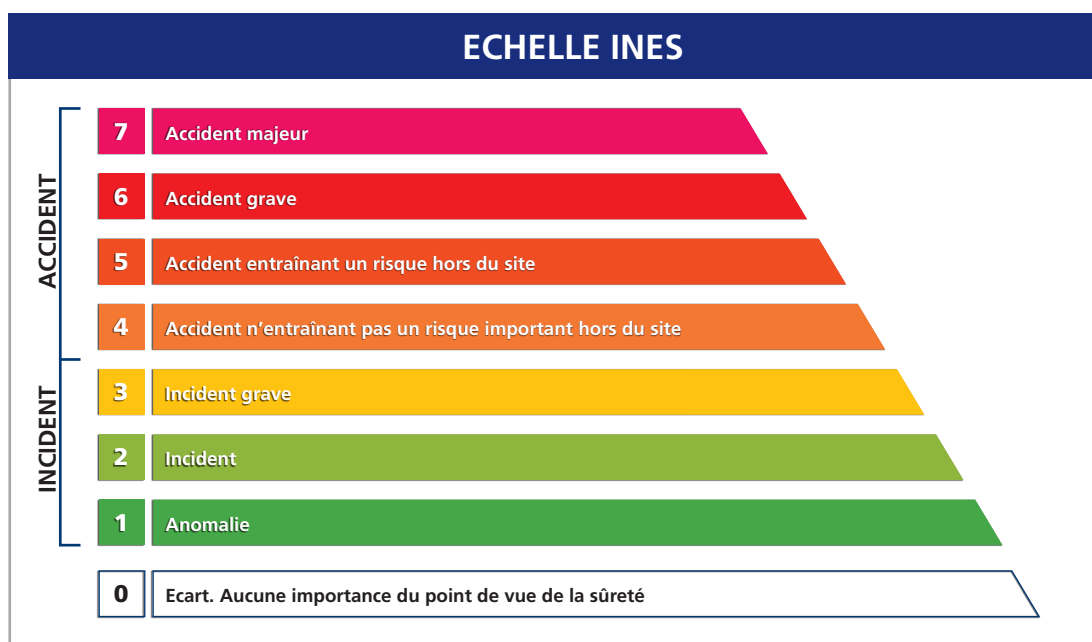 ECHELLE INES
ACCIDENT
7 Accident majeur
6 Accident grave
5 Accident entraînant un risque hors du site
4 Accident n’entraînant pas un risque important hors du site
INCIDENT
3 Incident grave
2 Incident
1 Anomalie
0 Ecart. Aucune importance du point de vue de la sûreté